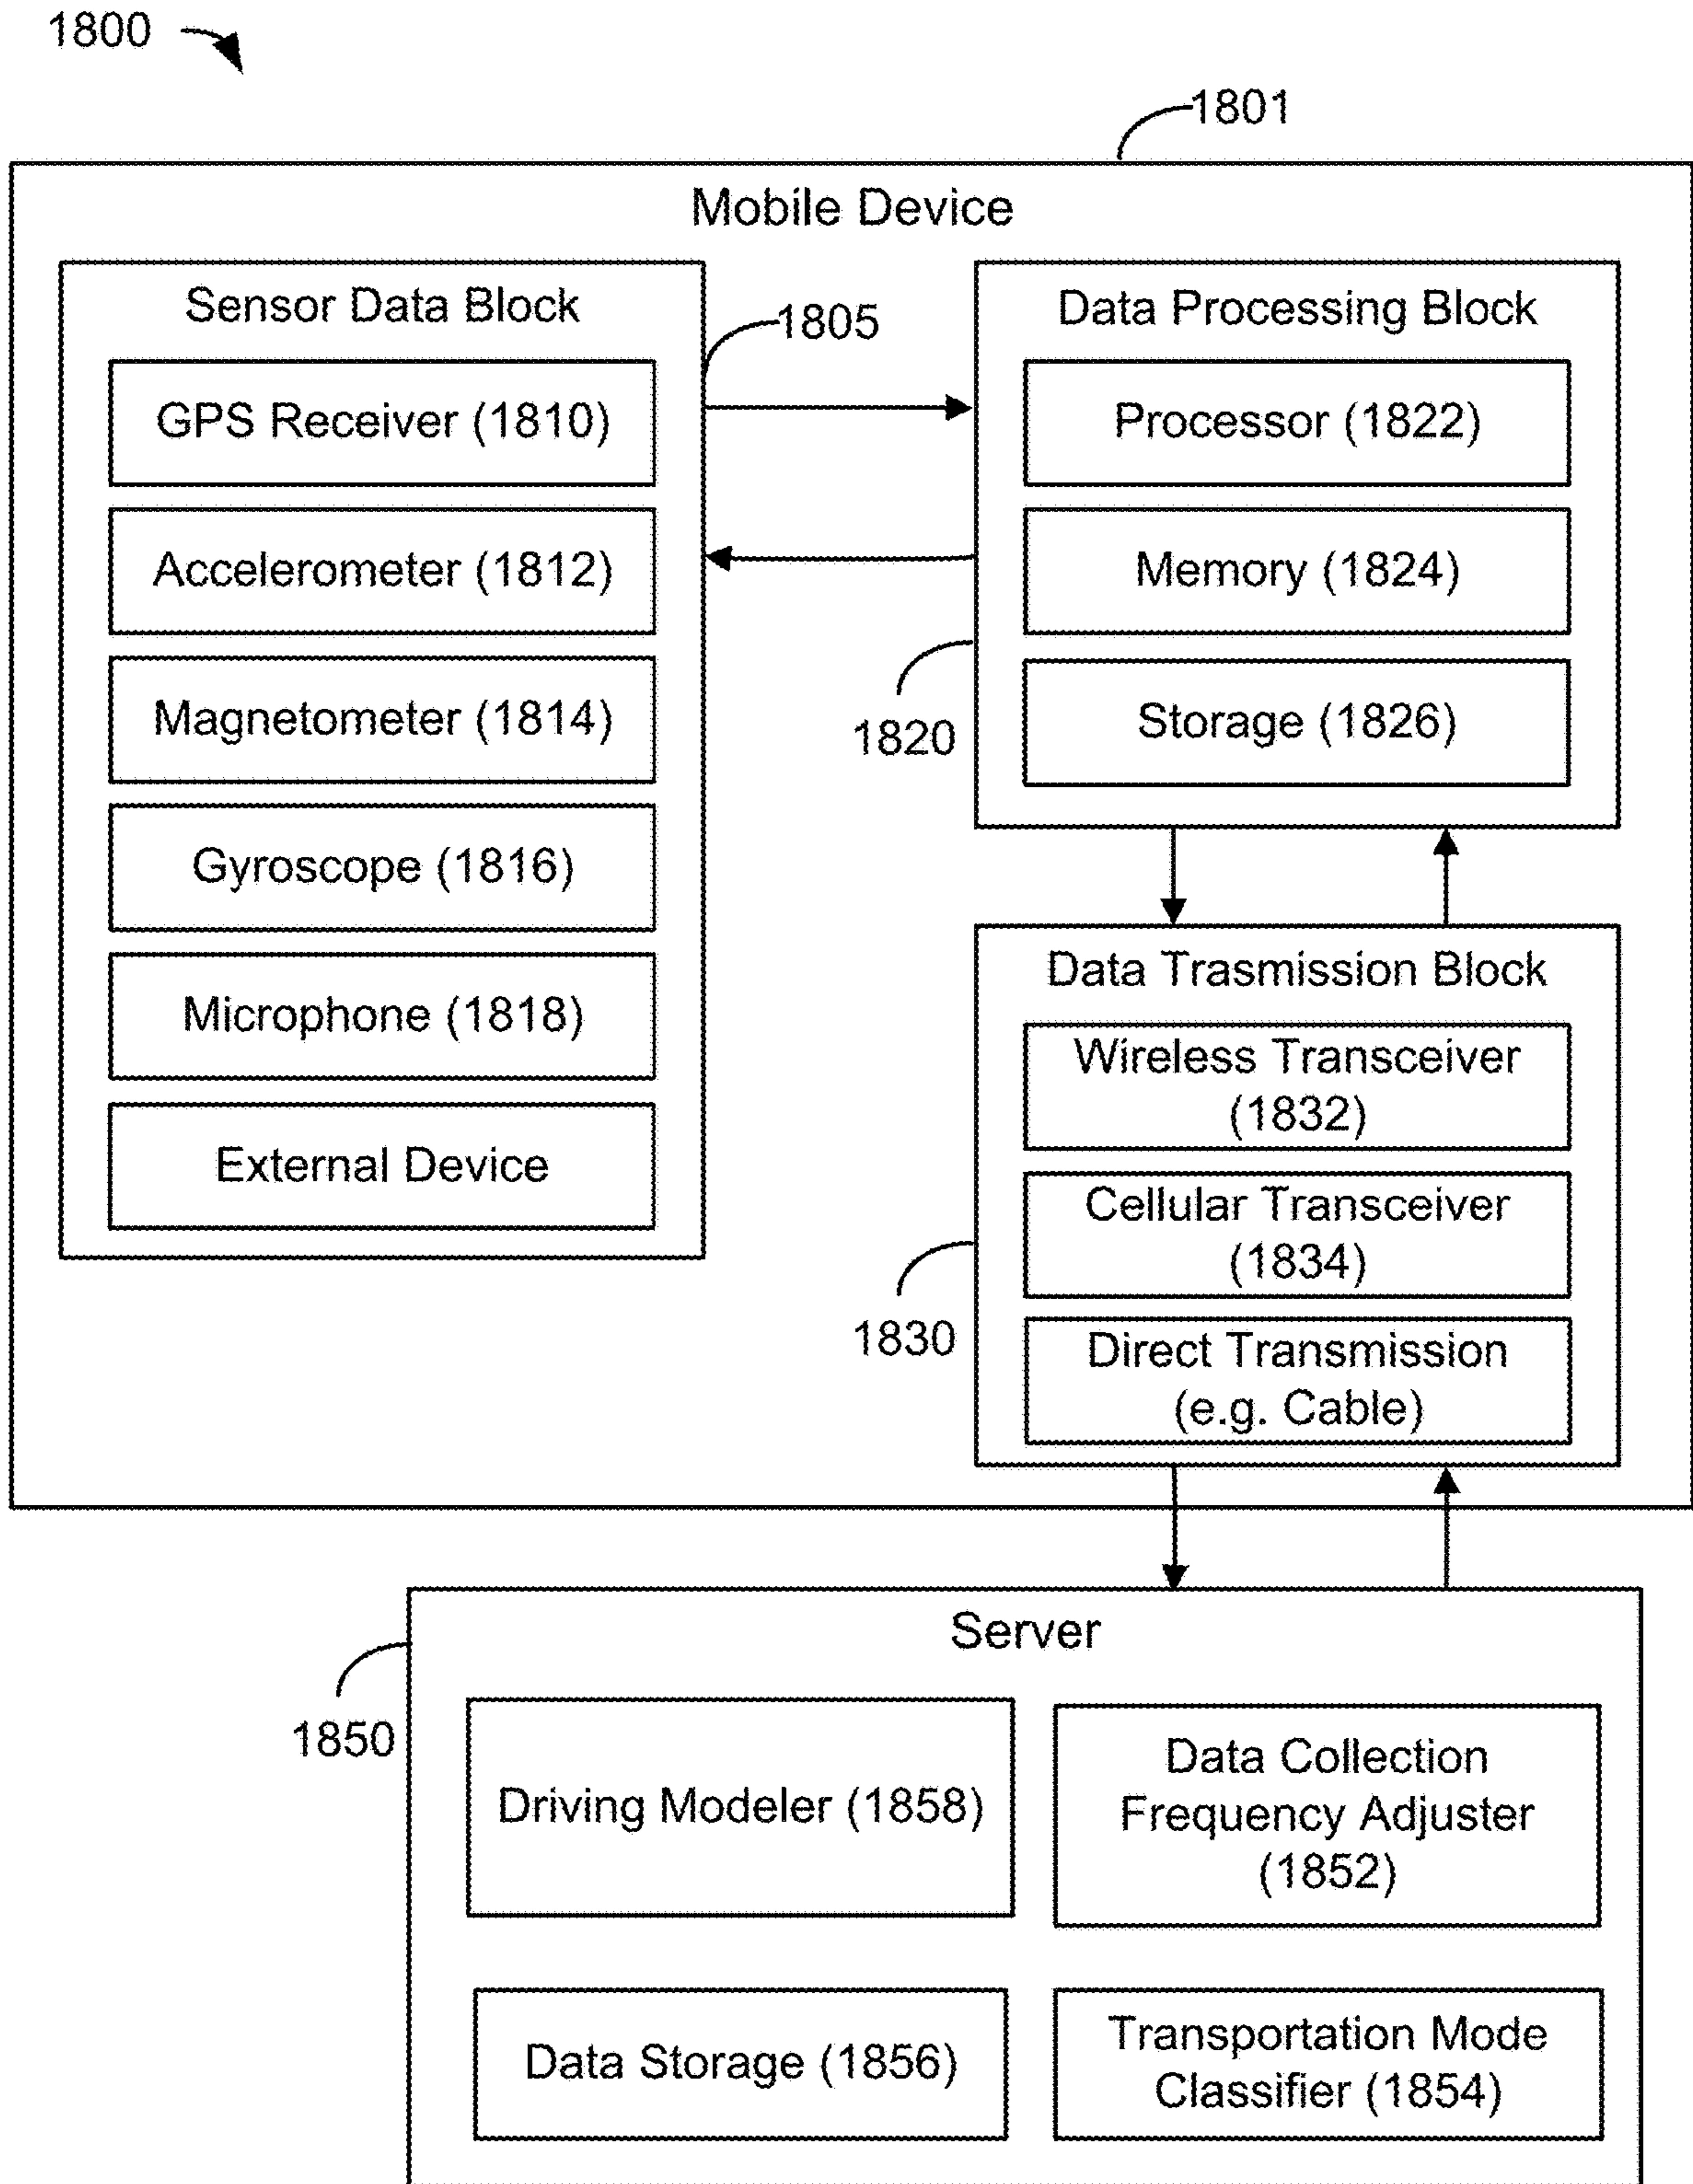 1800
1801
Mobile Device
Sensor Data Block
1805
GPS Receiver (1810)
Accelerometer (1812)
Magnetometer (1814)
Gyroscope (1816)
Microphone (1818)
External Device
Data Processing Block
Processor (1822)
Memory (1824)
Storage (1826)
1820
Data Trasmission Block
Wireless Transceiver
(1832)
Cellular Transceiver
(1834)
Direct Transmission
(e.g. Cable)
1830
Server
1850
Driving Modeler (1858)
Data Collection
Frequency Adjuster
(1852)
Data Storage (1856)
Transportation Mode
Classifier (1854)